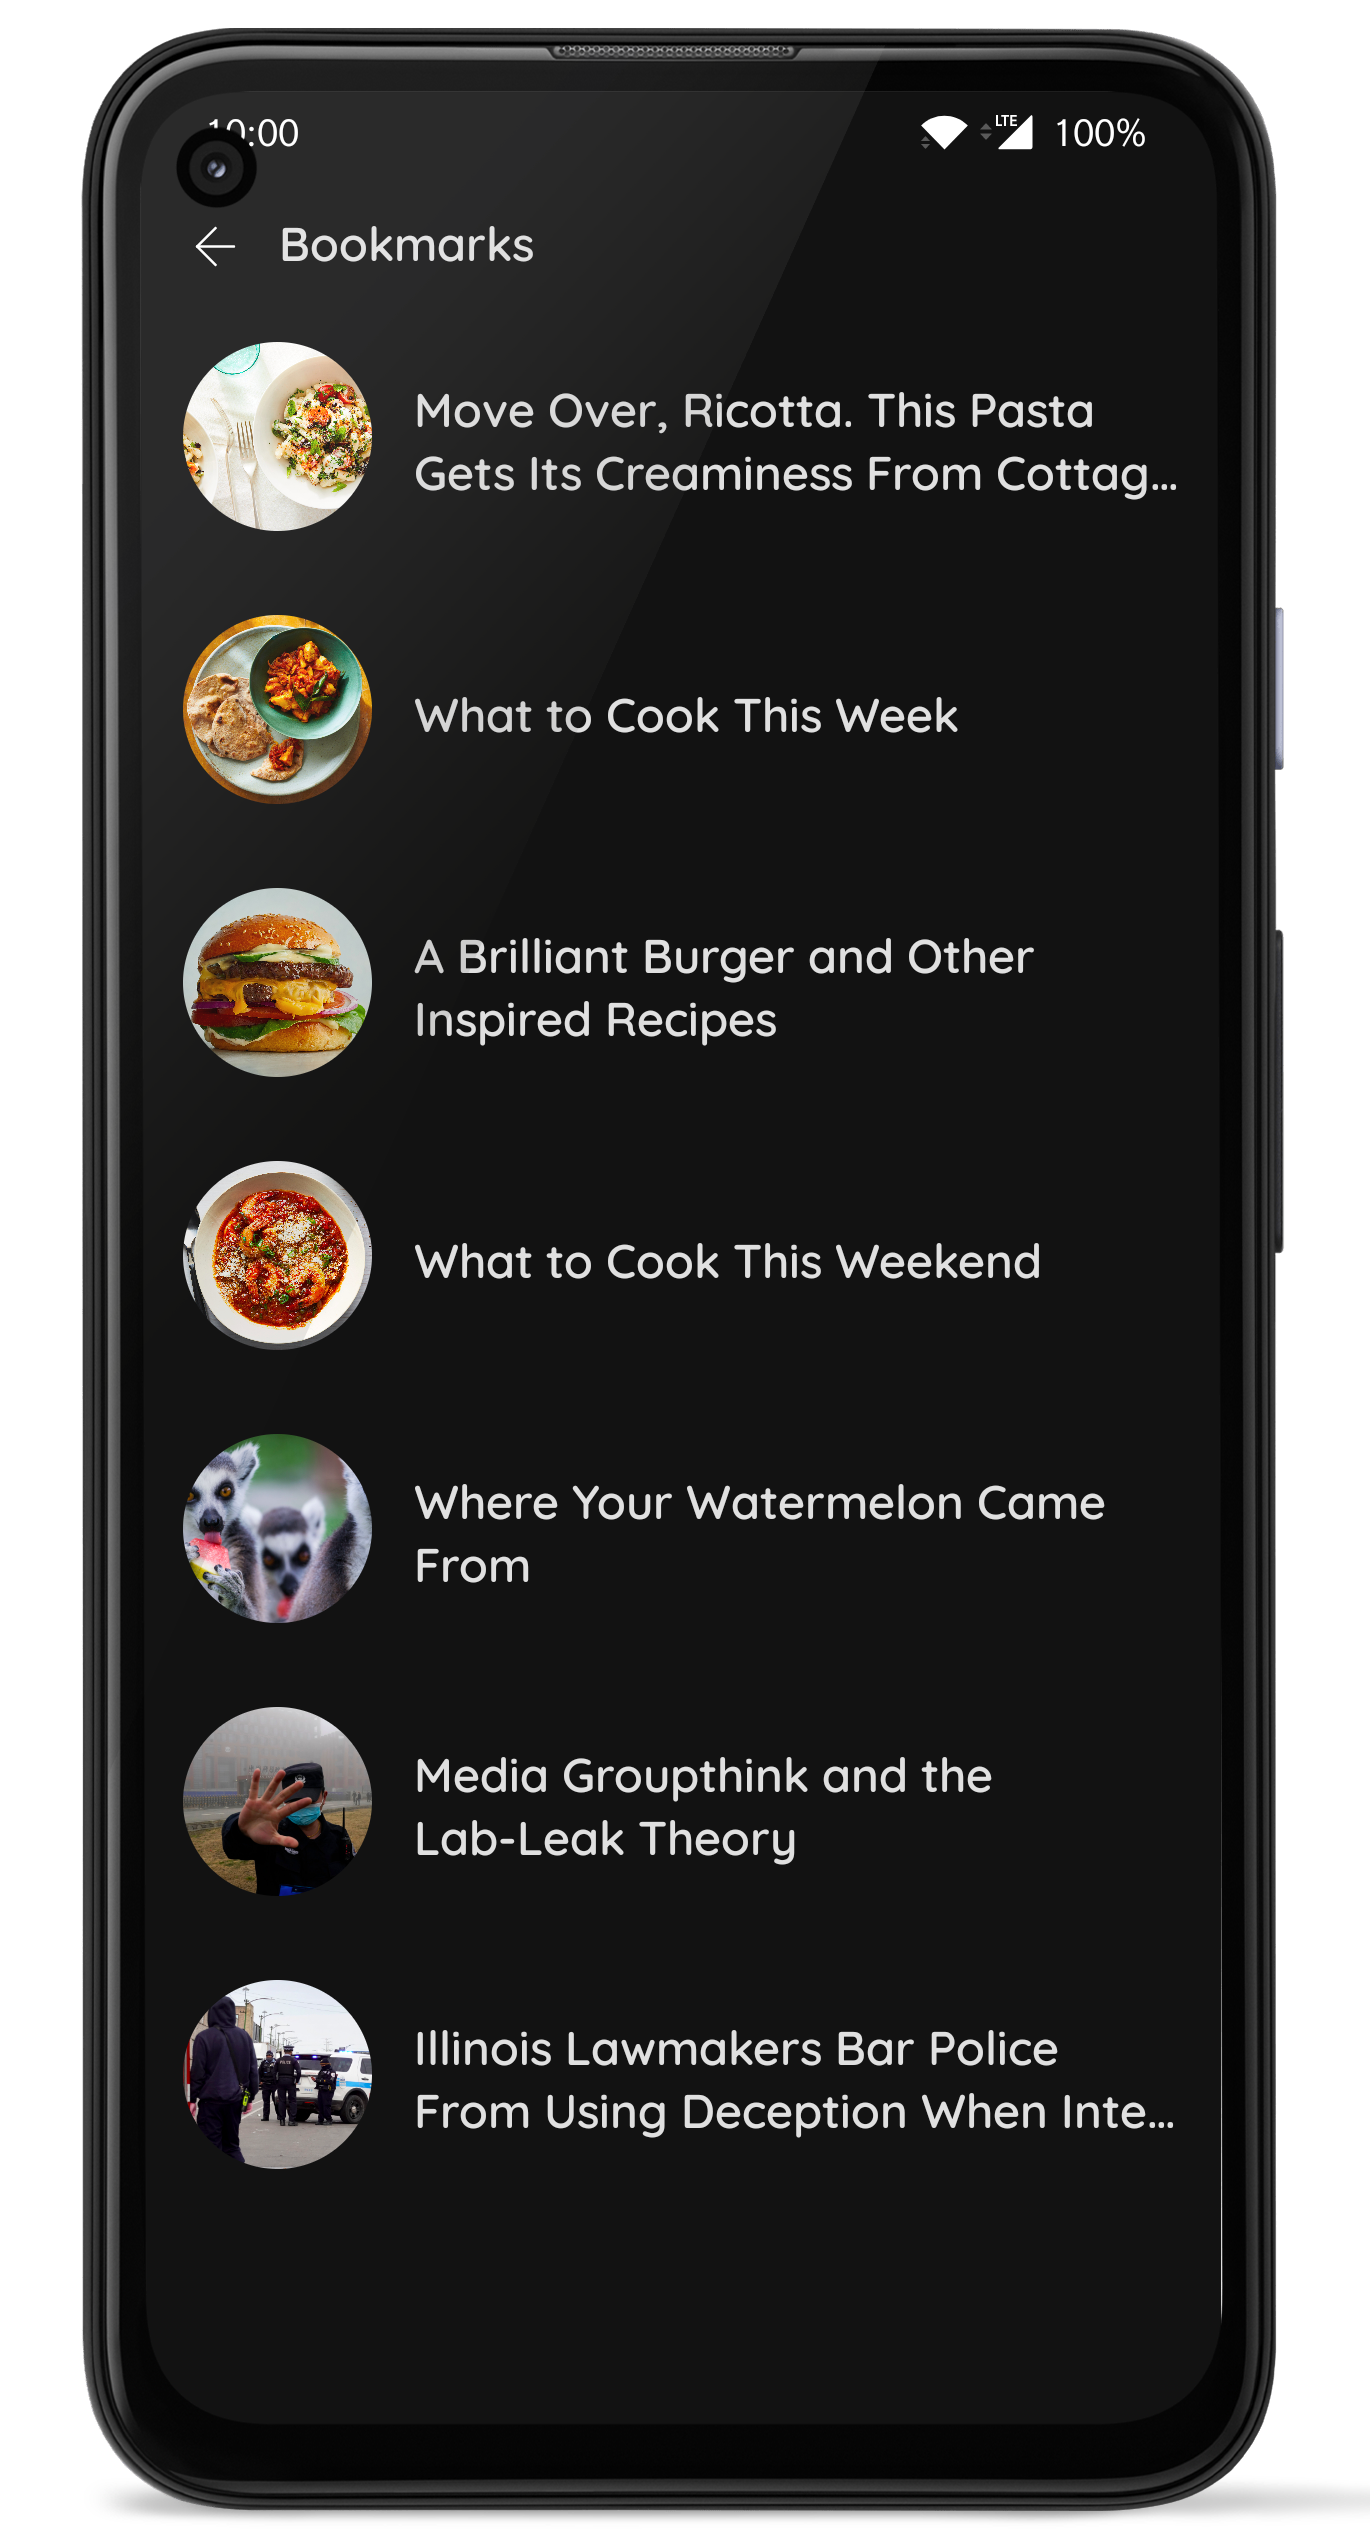 10:00
LTE
100%
Bookmarks
Move Over, Ricotta. This Pasta
Gets Its Creaminess From Cottag...
What to Cook This Week
A Brilliant Burger and Other
Inspired Recipes
What to Cook This Weekend
Where Your Watermelon Came
From
Media Groupthink and the
Lab-Leak Theory
Illinois Lawmakers Bar Police
From Using Deception When Inte...